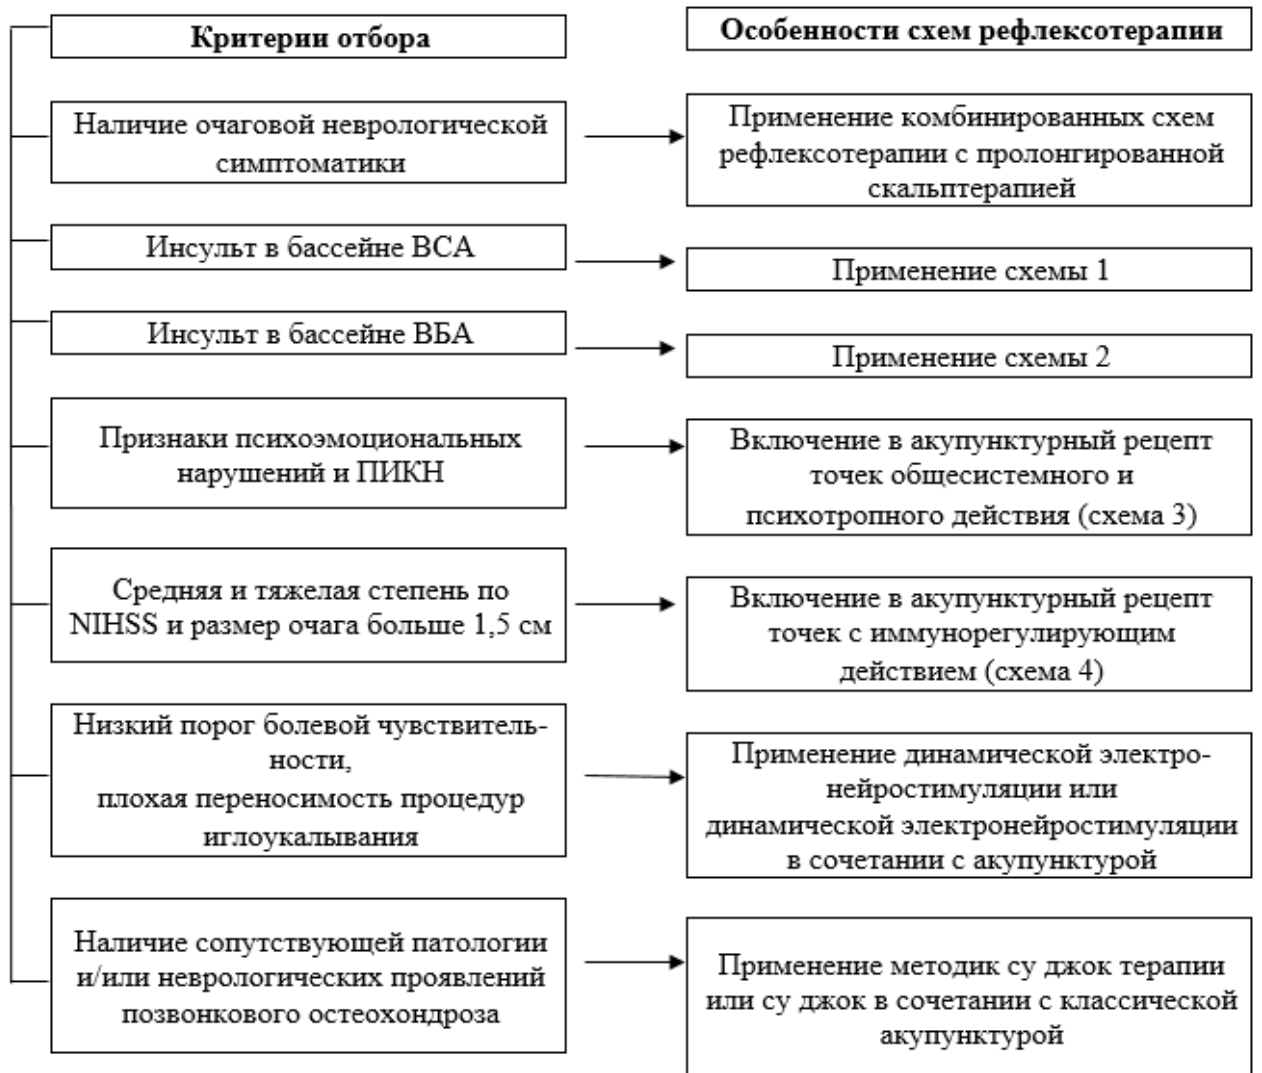 Критерии отбора
Особенности схем рефлексотерапии
Наличие очаговой неврологической
симптоматики
Применение комбинированных схем
рефлексотерапии с пролонгированной
скальптерапией
Инсульт в бассейне ВСА
Применение схемы 1
Инсульт в бассейне ВБА
Применение схемы 2
Признаки психоэмоциональных
нарушений и ПИКН
Включение в акупунктурный рецепт
точек общесистемного и
психотропного действия (схема 3)
Средняя и тяжелая степень по
NIHSS и размер очага больше 1,5 см
Включение в акупунктурный рецепт
точек с иммунорегулирующим
действием (схема 4)
Низкий порог болевой чувствитель-
ности,
плохая переносимость процедур
иглоукалывания
Применение динамической электро-
нейростимуляции или
динамической электронейростимуляции
в сочетании с акупунктурой
Наличие сопутствующей патологии
и/или неврологических проявлений
позвонкового остеохондроза
Применение методик су джок терапии
или су джок в сочетании с классической
акупунктурой